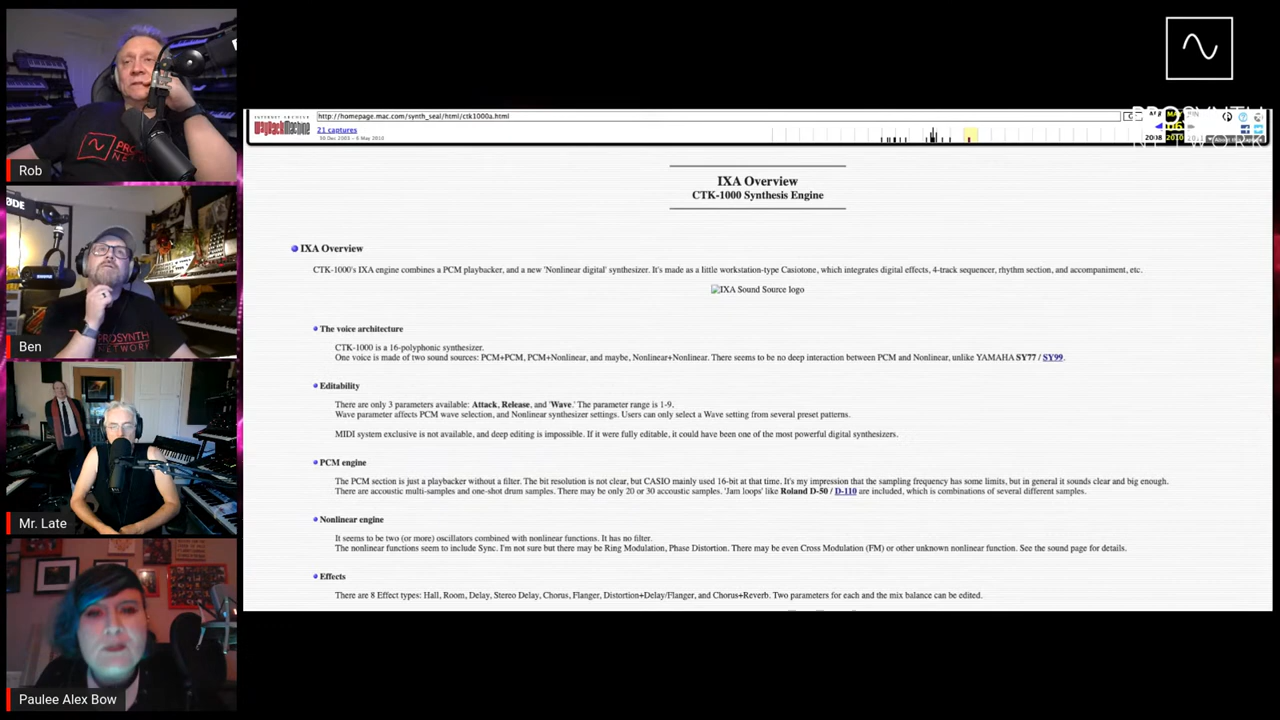 Rob
ØDE
Ben
PROSYNTH
NETWORK
Mr. Late
Paulee Alex Bow
PROSYNTH
NETWORK
INTERNET ARCHIVE
WayBackMachine
http://homepage.mac.com/synth_seal/html/ctk1000a.html
21 captures
30 Dec 2005 – 6 May 2010
2008
2010
IXA Overview
CTK-1000 Synthesis Engine
IXA Overview
CTK-1000's IXA engine combines a PCM playbacker, and a new 'Nonlinear digital' synthesizer. It's made as a little workstation-type Casiotone, which integrates digital effects, 4-track sequencer, rhythm section, and accompaniment, etc.
IXA Sound Source logo
The voice architecture
CTK-1000 is a 16-polyphonic synthesizer.
One voice is made of two sound sources: PCM+PCM, PCM+Nonlinear, and maybe, Nonlinear+Nonlinear. There seems to be no deep interaction between PCM and Nonlinear, unlike YAMAHA SY77 / SY99.
Editability
There are only 3 parameters available: Attack, Release, and 'Wave.' The parameter range is 1-9.
Wave parameter affects PCM wave selection, and Nonlinear synthesizer settings. Users can only select a Wave setting from several preset patterns.
MIDI system exclusive is not available, and deep editing is impossible. If it were fully editable, it could have been one of the most powerful digital synthesizers.
PCM engine
The PCM section is just a playbacker without a filter. The bit resolution is not clear, but CASIO mainly used 16-bit at that time. It's my impression that the sampling frequency has some limits, but in general it sounds clear and big enough.
There are accoustic multi-samples and one-shot drum samples. There may be only 20 or 30 accoustic samples. 'Jam loops' like Roland D-50 / D-110 are included, which is combinations of several different samples.
Nonlinear engine
It seems to be two (or more) oscillators combined with nonlinear functions. It has no filter.
The nonlinear functions seem to include Sync. I'm not sure but there may be Ring Modulation, Phase Distortion. There may be even Cross Modulation (FM) or other unknown nonlinear function. See the sound page for details.
Effects
There are 8 Effect types: Hall, Room, Delay, Stereo Delay, Chorus, Flanger, Distortion+Delay/Flanger, and Chorus+Reverb. Two parameters for each and the mix balance can be edited.